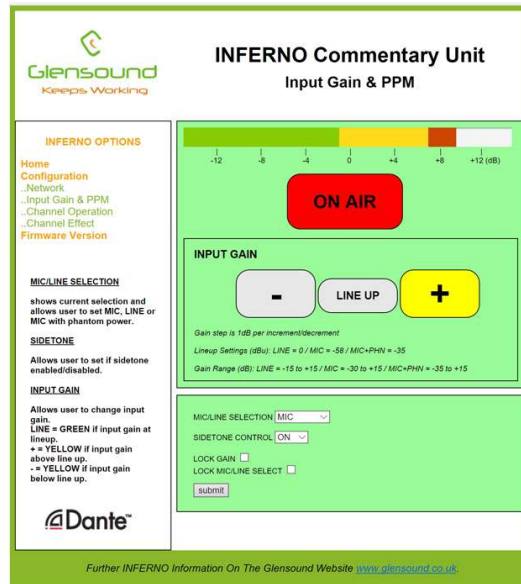 Glensound
Keeps Working
INFERNO Commentary Unit
Input Gain & PPM
INFERNO OPTIONS
Home
Configuration
..Network
..Input Gain & PPM
..Channel Operation
..Channel Effect
Firmware Version
MIC/LINE SELECTION
shows current selection and
allows user to set MIC, LINE or
MIC with phantom power.
SIDETONE
Allows user to set if sidetone
enabled/disabled.
INPUT GAIN
Allows user to change input
gain.
LINE = GREEN if input gain at
lineup.
+ = YELLOW if input gain
above line up.
- = YELLOW if input gain
below line up.
Dante™
-12 -8 -4 0 +4 +8 +12 (dB)
ON AIR
INPUT GAIN
- LINE UP +
Gain step is 1dB per increment/decrement
Lineup Settings (dBu): LINE = 0 / MIC = -58 / MIC+PHN = -35
Gain Range (dB): LINE = -15 to +15 / MIC = -30 to +15 / MIC+PHN = -35 to +15
MIC/LINE SELECTION MIC
SIDETONE CONTROL ON
LOCK GAIN
LOCK MIC/LINE SELECT
submit
Further INFERNO Information On The Glensound Website www.glensound.co.uk.